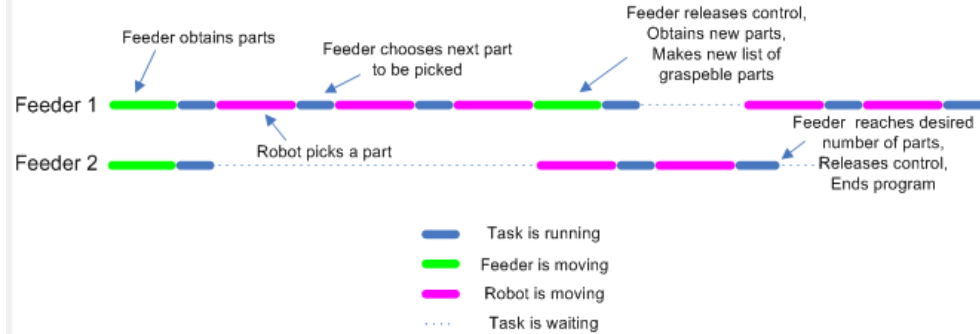 Feeder releases control,
Obtains new parts,
Makes new list of
graspeble parts
Feeder obtains parts
Feeder chooses next part
to be picked
Feeder 1
Robot picks a part
Feeder reaches desired
number of parts,
Releases control,
Ends program
Feeder 2
Task is running
Feeder is moving
Robot is moving
Task is waiting